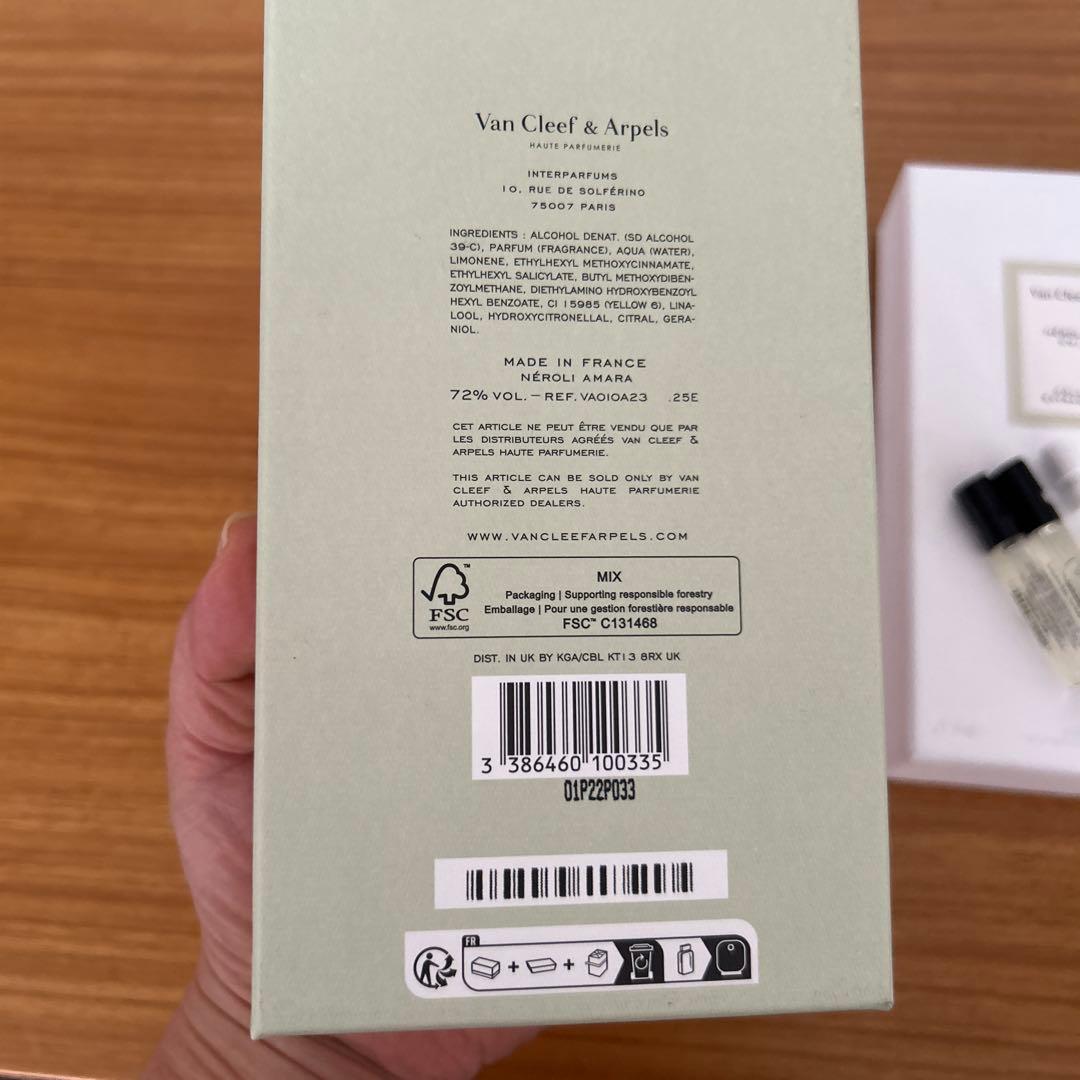 Van Cleef & Arpels
HAUTE PARFUMERIE
INTERPARFUMS
10, RUE DE SOLFÉRINO
75007 PARIS
INGREDIENTS : ALCOHOL DENAT. (SD ALCOHOL
39-C), PARFUM (FRAGRANCE), AQUA (WATER),
LIMONENE, ETHYLHEXYL METHOXYCINNAMATE,
ETHYLHEXYL SALICYLATE, BUTYL METHOXYDIBEN-
ZOYLMETHANE, DIETHYLAMINO HYDROXYBENZOYL
HEXYL BENZOATE, CI 15985 (YELLOW 6), LINA-
LOOL, HYDROXYCITRONELLAL, CITRAL, GERA-
NIOL.
MADE IN FRANCE
NÉROLI AMARA
72% VOL. – REF. VA010A23 .25E
CET ARTICLE NE PEUT ÊTRE VENDU QUE PAR
LES DISTRIBUTEURS AGRÉÉS VAN CLEEF &
ARPELS HAUTE PARFUMERIE.
THIS ARTICLE CAN BE SOLD ONLY BY VAN
CLEEF & ARPELS HAUTE PARFUMERIE
AUTHORIZED DEALERS.
WWW.VANCLEEFARPELS.COM
FSC™
www.fsc.org
MIX
Packaging | Supporting responsible forestry
Emballage | Pour une gestion forestière responsable
FSC™ C131468
DIST. IN UK BY KGA/CBL KT13 8RX UK
3 386460 100335
01P22P033
FR
Van Clee